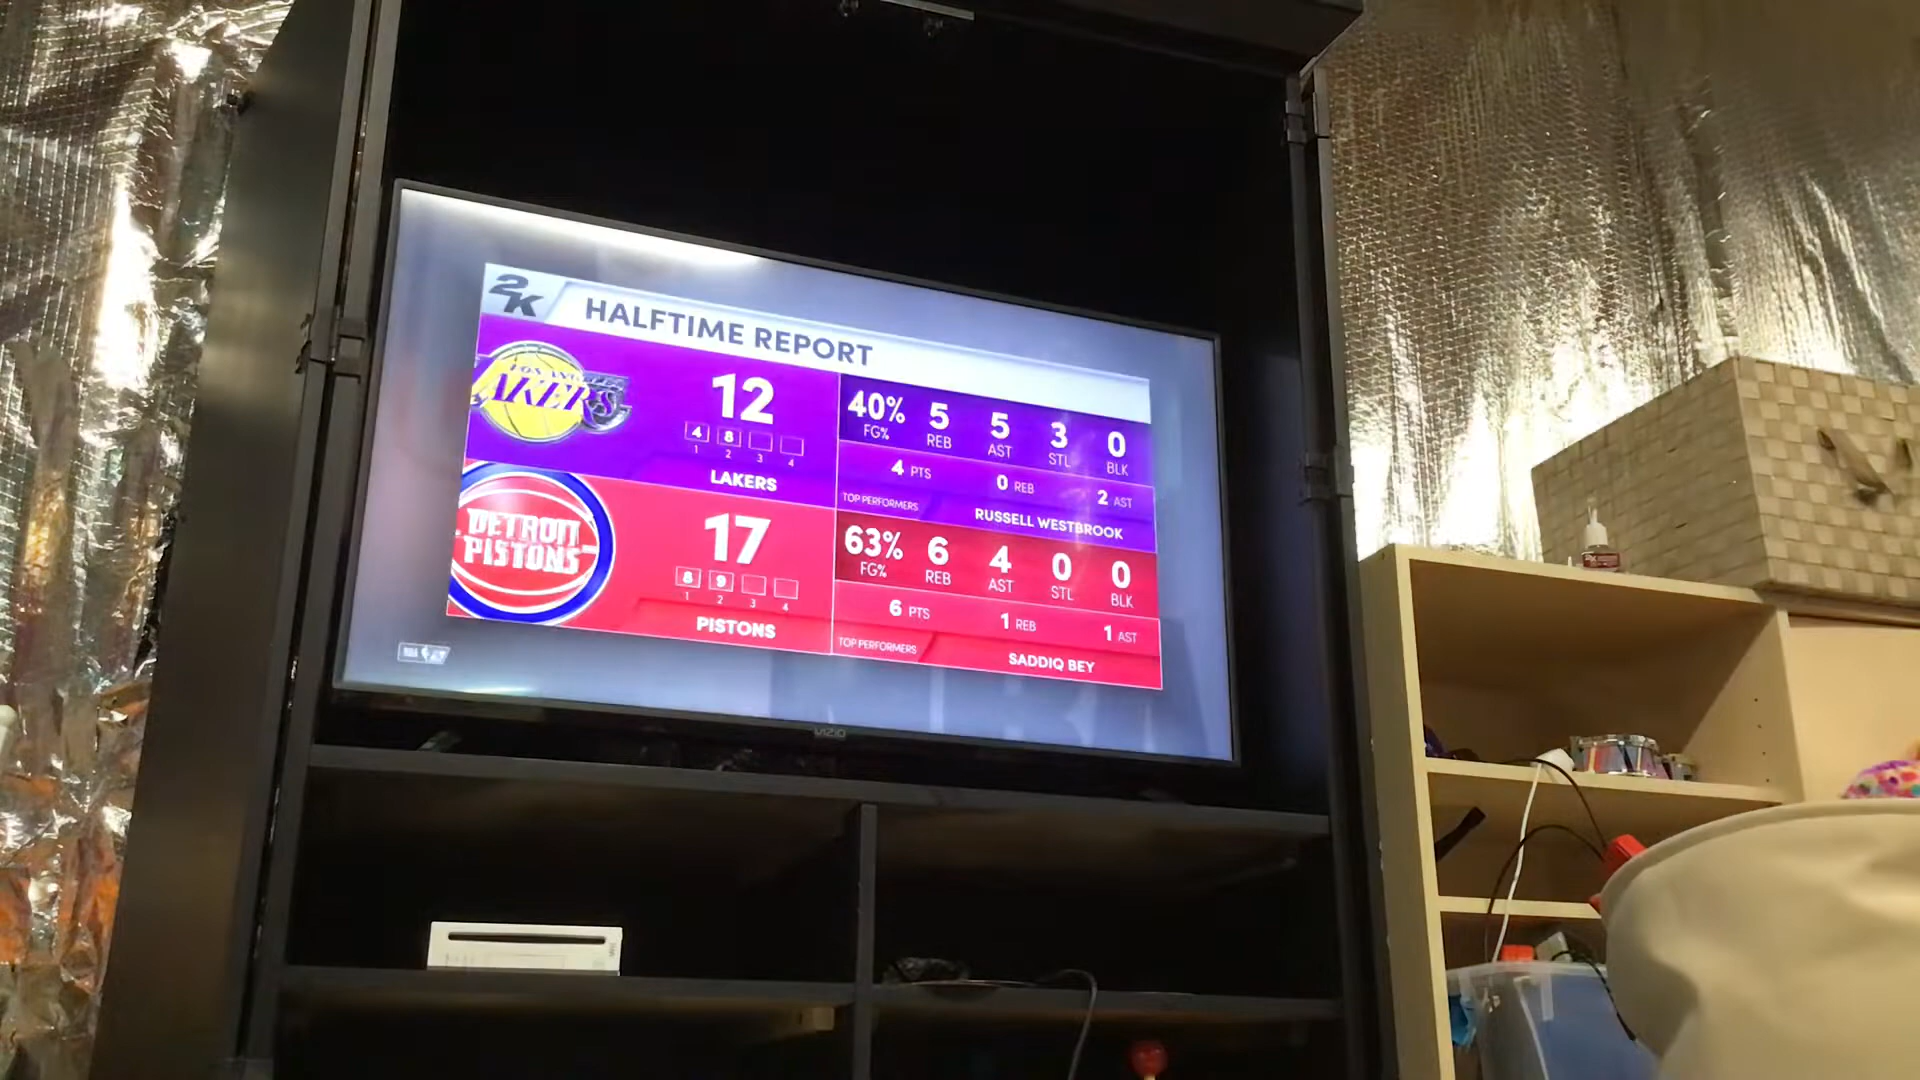 2K
HALFTIME REPORT
LOS ANGELES
LAKERS
12
4 8
1 2 3 4
LAKERS
40% 5 5 3 0
FG% REB AST STL BLK
4 PTS 0 REB 2 AST
TOP PERFORMERS
RUSSELL WESTBROOK
DETROIT
PISTONS
17
8 9
1 2 3 4
PISTONS
63% 6 4 0 0
FG% REB AST STL BLK
6 PTS 1 REB 1 AST
TOP PERFORMERS
SADDIQ BEY
NBA
VIZIO
Wii